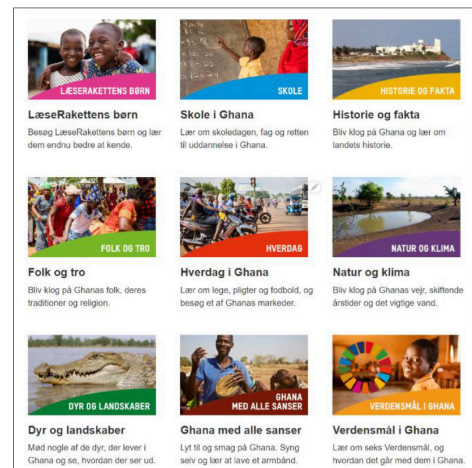 LÆSERAKETTENS BØRN
SKOLE
HISTORIE OG FAKTA
LæseRakettens børn
Besøg LæseRakettens børn og lær
dem endnu bedre at kende.
Skole i Ghana
Lær om skoledagen, fag og retten
til uddannelse i Ghana.
Historie og fakta
Bliv klog på Ghana og lær om
landets historie.
FOLK OG TRO
HVERDAG
NATUR OG KLIMA
Folk og tro
Bliv klog på Ghanas folk, deres
traditioner og religion.
Hverdag i Ghana
Lær om lege, pligter og fodbold, og
besøg et af Ghanas markeder.
Natur og klima
Bliv klog på Ghanas vejr, skiftende
årstider og det vigtige vand.
DYR OG LANDSKABER
GHANA
MED ALLE SANSER
VERDENSMÅL I GHANA
Dyr og landskaber
Mød nogle af de dyr, der lever i
Ghana og se, hvordan der ser ud.
Ghana med alle sanser
Lyt til og smag på Ghana. Syng
selv og lær at lave et armbånd.
Verdensmål i Ghana
Lær om seks Verdensmål, og
hvordan det går med dem i Ghana.